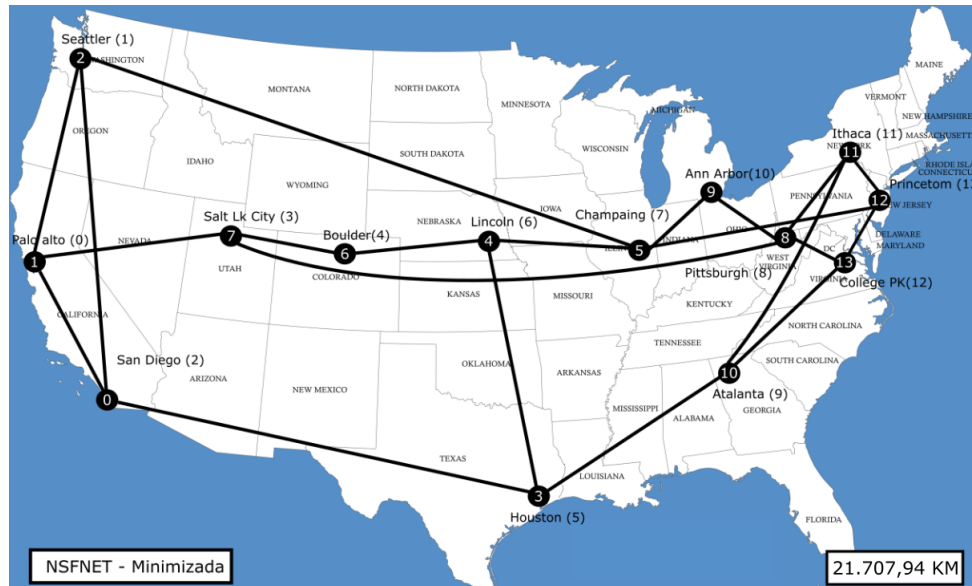 Seattler (1)
2
WASHINGTON
MAINE
MONTANA
NORTH DAKOTA
MINNESOTA
VERMONT
MICHIGAN
NEW HAMPSHIRE
OREGON
Ithaca (11)
MASSACHUSETT
NEW YORK
11
WISCONSIN
SOUTH DAKOTA
IDAHO
RHODE ISLA
CONNECTICUT
Ann Arbor(10)
WYOMING
Princetom (13
9
PENNSYLVANIA
IOWA
12
NEW JERSEY
Salt Lk City (3)
NEBRASKA
Lincoln (6)
Champaing (7)
OHIO
Palo alto (0)
NEVADA
7
Boulder(4)
4
5
INDIANA
8
DELAWARE
MARYLAND
DC
1
UTAH
6
COLORADO
Pittsburgh (8)
WEST
VIRGINIA
13
VIRGINIA
College PK(12)
KANSAS
MISSOURI
KENTUCKY
CALIFORNIA
NORTH CAROLINA
TENNESSEE
San Diego (2)
OKLAHOMA
SOUTH CAROLINA
ARIZONA
NEW MEXICO
ARKANSAS
10
0
Atalanta (9)
MISSISSIPPI
ALABAMA
GEORGIA
TEXAS
LOUISIANA
3
Houston (5)
FLORIDA
NSFNET - Minimizada
21.707,94 KM